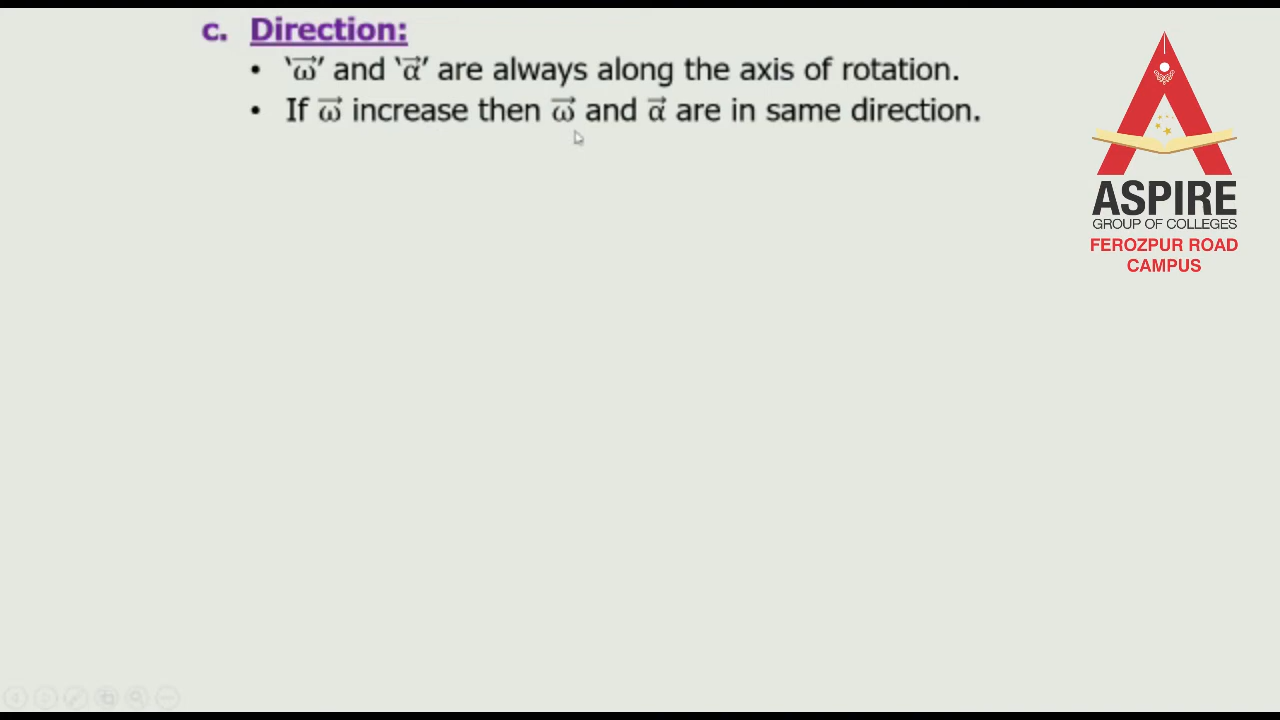 c. Direction:
• ‘ω⃗’ and ‘α⃗’ are always along the axis of rotation.
• If ω⃗ increase then ω⃗ and α⃗ are in same direction.
ASPIRE
GROUP OF COLLEGES
FEROZPUR ROAD
CAMPUS